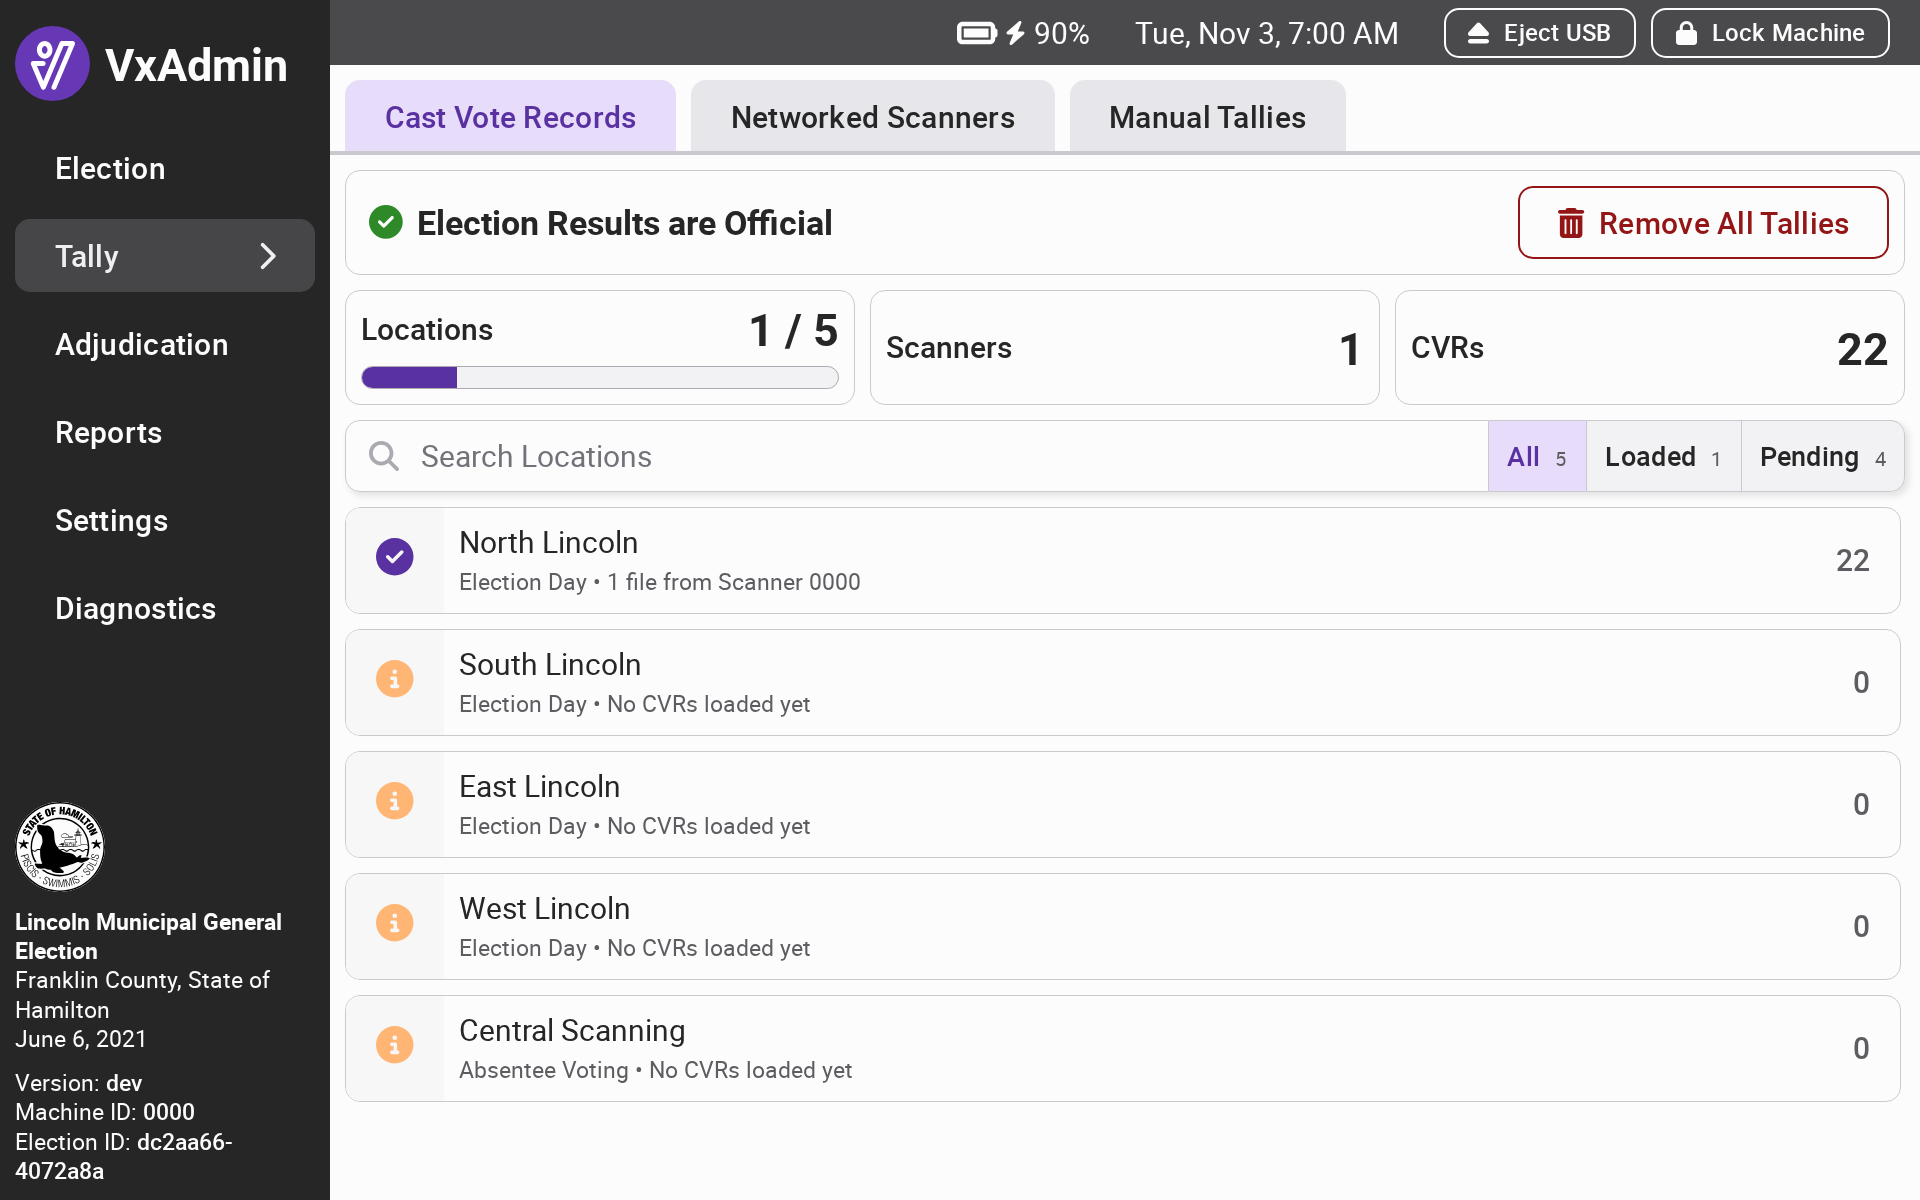 VxAdmin
90%
Tue, Nov 3, 7:00 AM
Eject USB
Lock Machine
Election
Tally
Adjudication
Reports
Settings
Diagnostics
Cast Vote Records
Networked Scanners
Manual Tallies
Election Results are Official
Remove All Tallies
Locations
1 / 5
Scanners
1
CVRs
22
Search Locations
All 5
Loaded 1
Pending 4
North Lincoln
Election Day • 1 file from Scanner 0000
22
South Lincoln
Election Day • No CVRs loaded yet
0
East Lincoln
Election Day • No CVRs loaded yet
0
West Lincoln
Election Day • No CVRs loaded yet
0
Central Scanning
Absentee Voting • No CVRs loaded yet
0
STATE OF HAMILTON
PISCIS · SWIMMIS · SOLIS
Lincoln Municipal General
Election
Franklin County, State of
Hamilton
June 6, 2021
Version: dev
Machine ID: 0000
Election ID: dc2aa66-
4072a8a